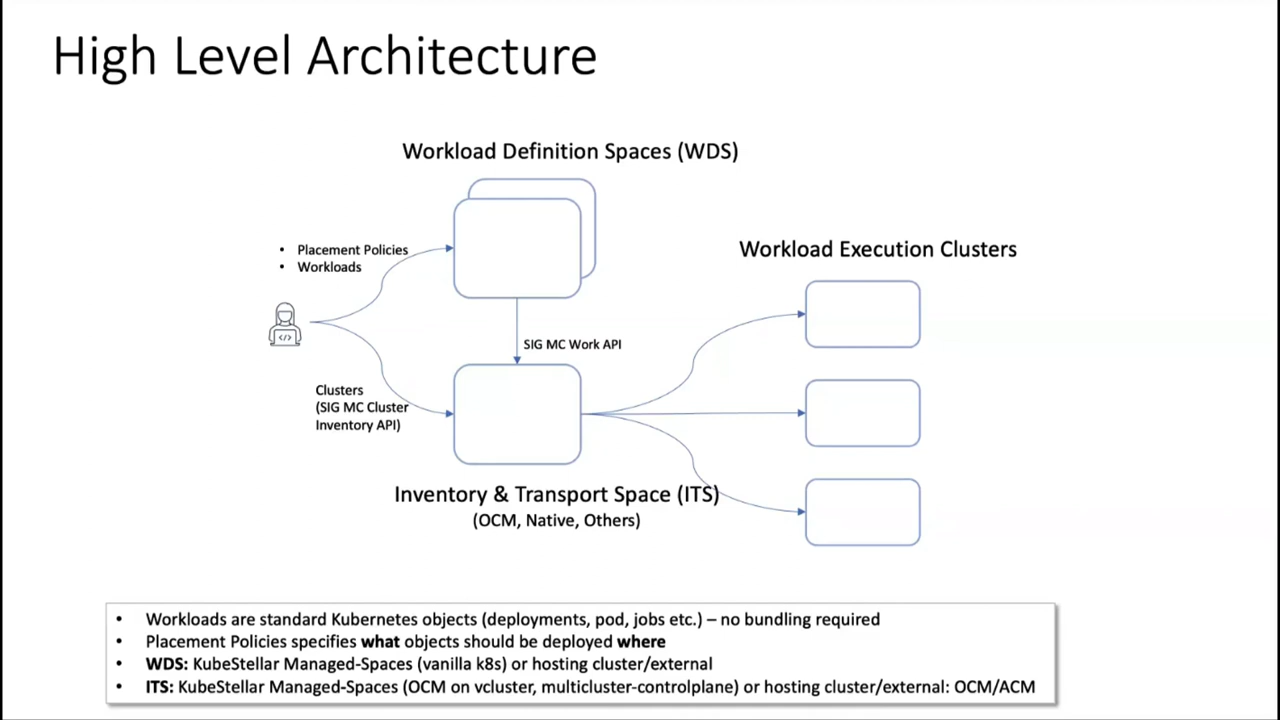 High Level Architecture
Workload Definition Spaces (WDS)
• Placement Policies
• Workloads
Workload Execution Clusters
</>
SIG MC Work API
Clusters
(SIG MC Cluster
Inventory API)
Inventory & Transport Space (ITS)
(OCM, Native, Others)
• Workloads are standard Kubernetes objects (deployments, pod, jobs etc.) – no bundling required
• Placement Policies specifies what objects should be deployed where
• WDS: KubeStellar Managed-Spaces (vanilla k8s) or hosting cluster/external
• ITS: KubeStellar Managed-Spaces (OCM on vcluster, multicluster-controlplane) or hosting cluster/external: OCM/ACM